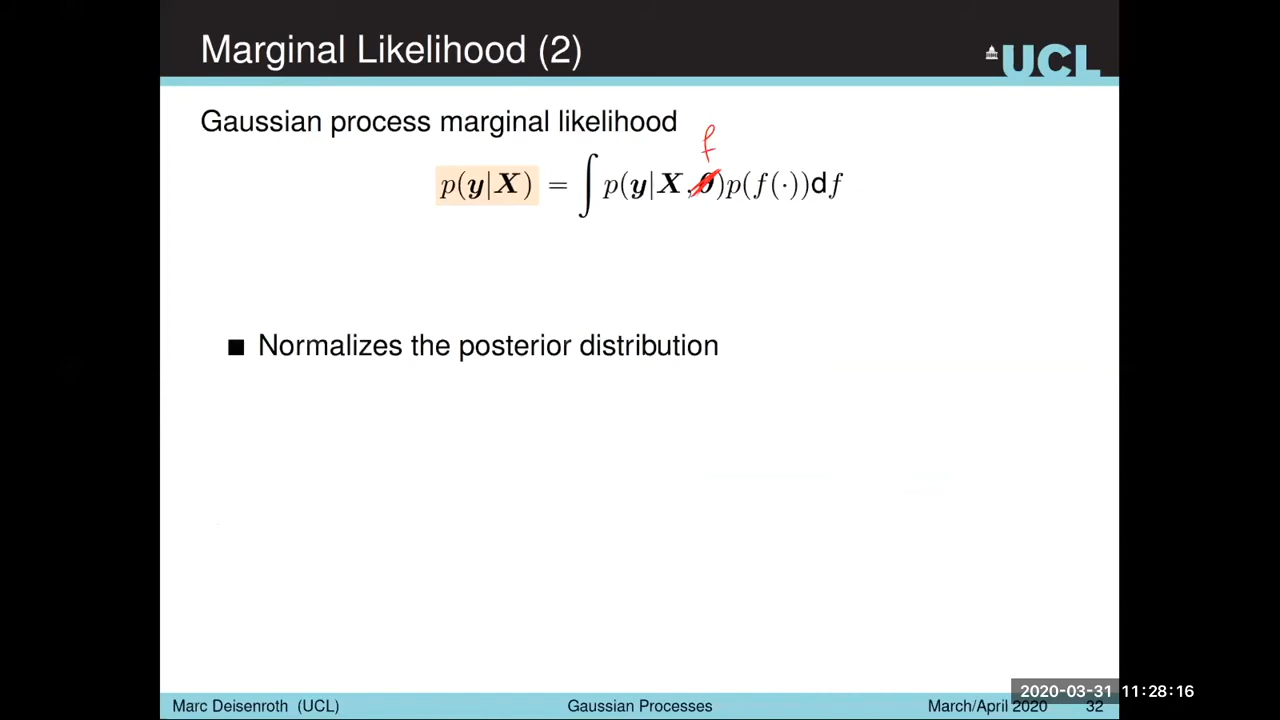 Marginal Likelihood (2)
UCL
Gaussian process marginal likelihood
f
p(y|X) = ∫ p(y|X, θ)p(f(·))df
■ Normalizes the posterior distribution
Marc Deisenroth (UCL) Gaussian Processes March/April 2020 32
2020-03-31 11:28:16